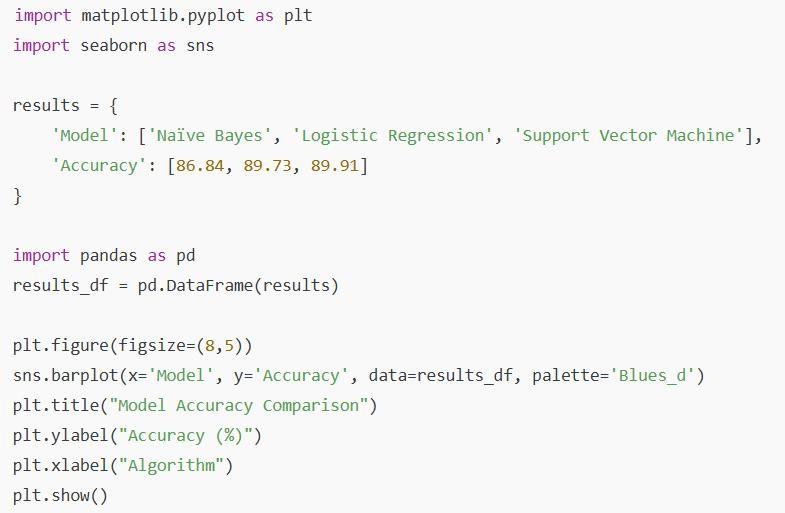 import matplotlib.pyplot as plt
import seaborn as sns

results = {
    'Model': ['Naïve Bayes', 'Logistic Regression', 'Support Vector Machine'],
    'Accuracy': [86.84, 89.73, 89.91]
}

import pandas as pd
results_df = pd.DataFrame(results)

plt.figure(figsize=(8,5))
sns.barplot(x='Model', y='Accuracy', data=results_df, palette='Blues_d')
plt.title("Model Accuracy Comparison")
plt.ylabel("Accuracy (%)")
plt.xlabel("Algorithm")
plt.show()